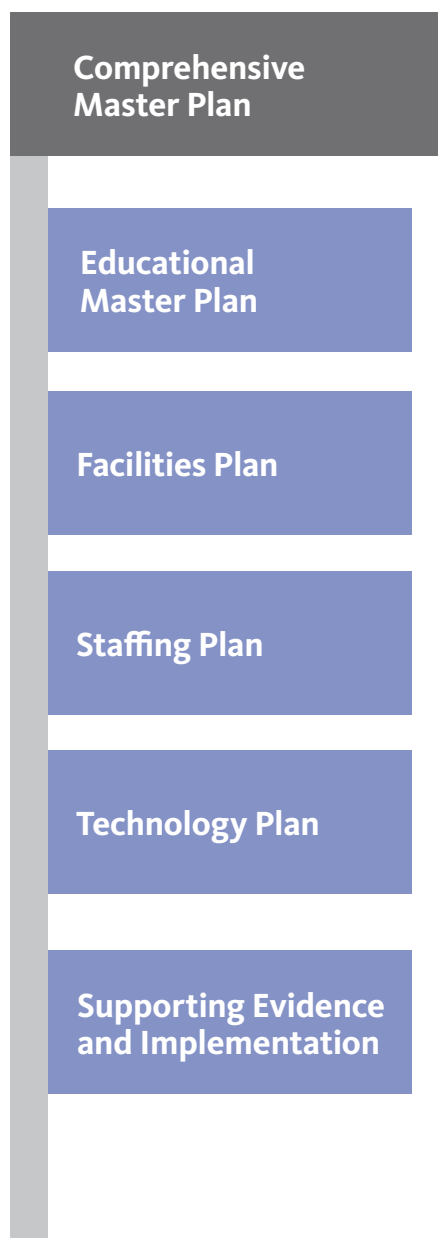 Comprehensive
Master Plan
Educational
Master Plan
Facilities Plan
Staffing Plan
Technology Plan
Supporting Evidence
and Implementation